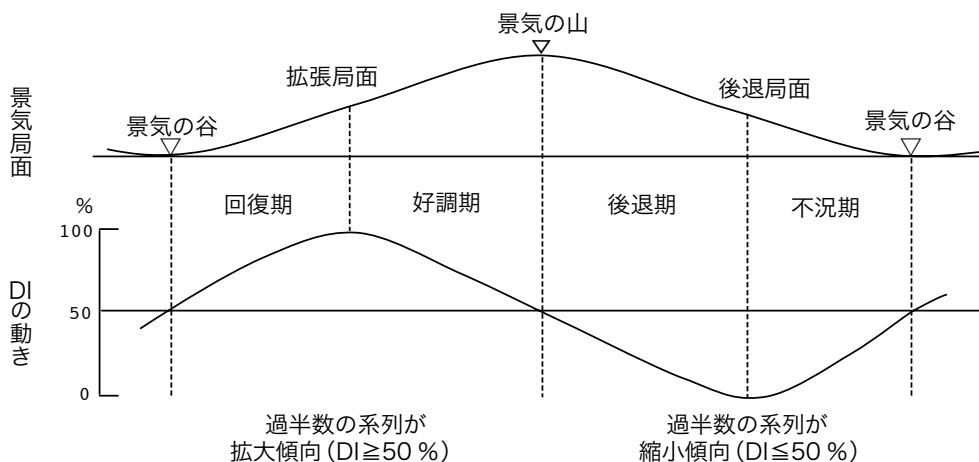 景気の山
拡張局面
後退局面
景気の谷
景気の谷
景気局面
回復期
好調期
後退期
不況期
%
100
50
0
DIの動き
過半数の系列が
拡大傾向(DI≧50 %)
過半数の系列が
縮小傾向(DI≦50 %)